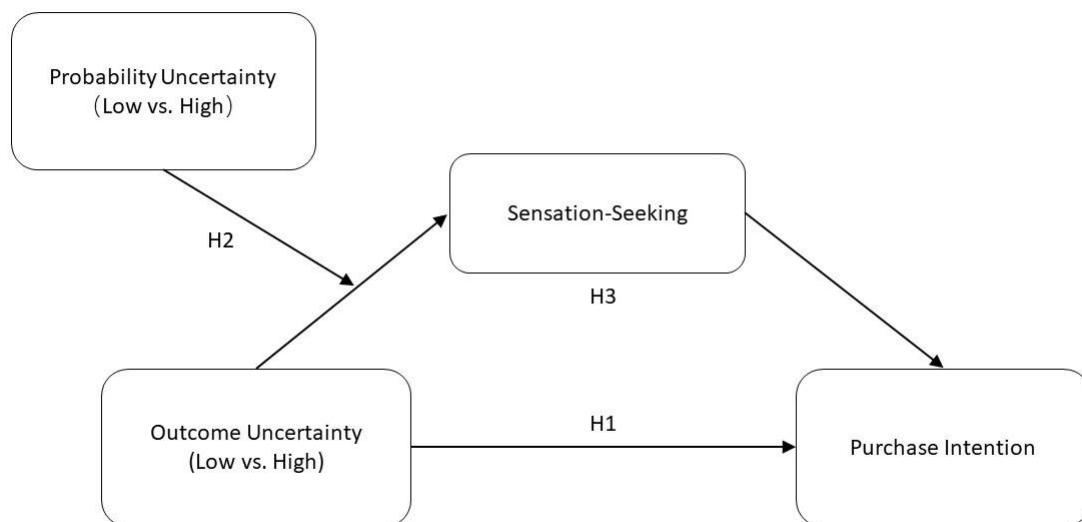 Probability Uncertainty
（Low vs. High）
Sensation-Seeking
H2
H3
H1
Outcome Uncertainty
(Low vs. High)
Purchase Intention